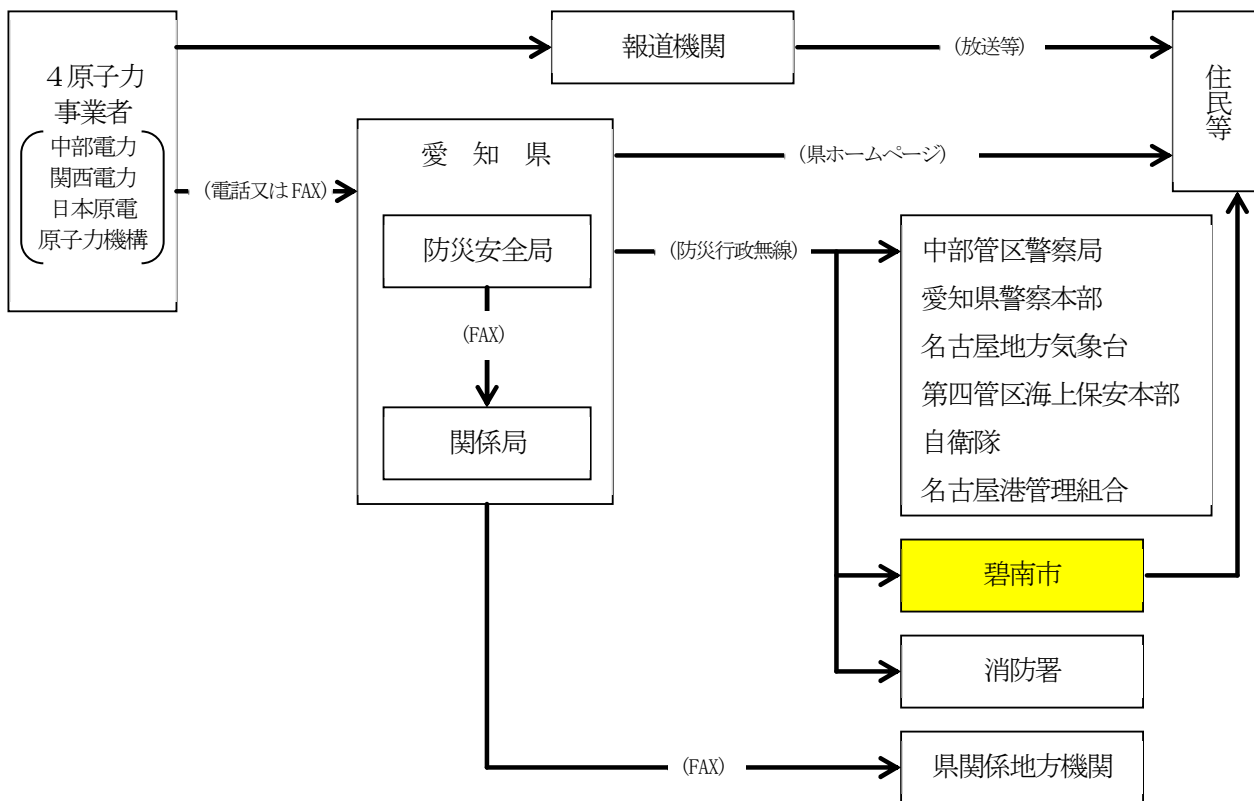 報道機関
(放送等)
住民等
４原子力
事業者
中部電力
関西電力
日本原電
原子力機構
(電話又はFAX)
愛 知 県
(県ホームページ)
防災安全局
(防災行政無線)
(FAX)
関係局
中部管区警察局
愛知県警察本部
名古屋地方気象台
第四管区海上保安本部
自衛隊
名古屋港管理組合
碧南市
消防署
(FAX)
県関係地方機関